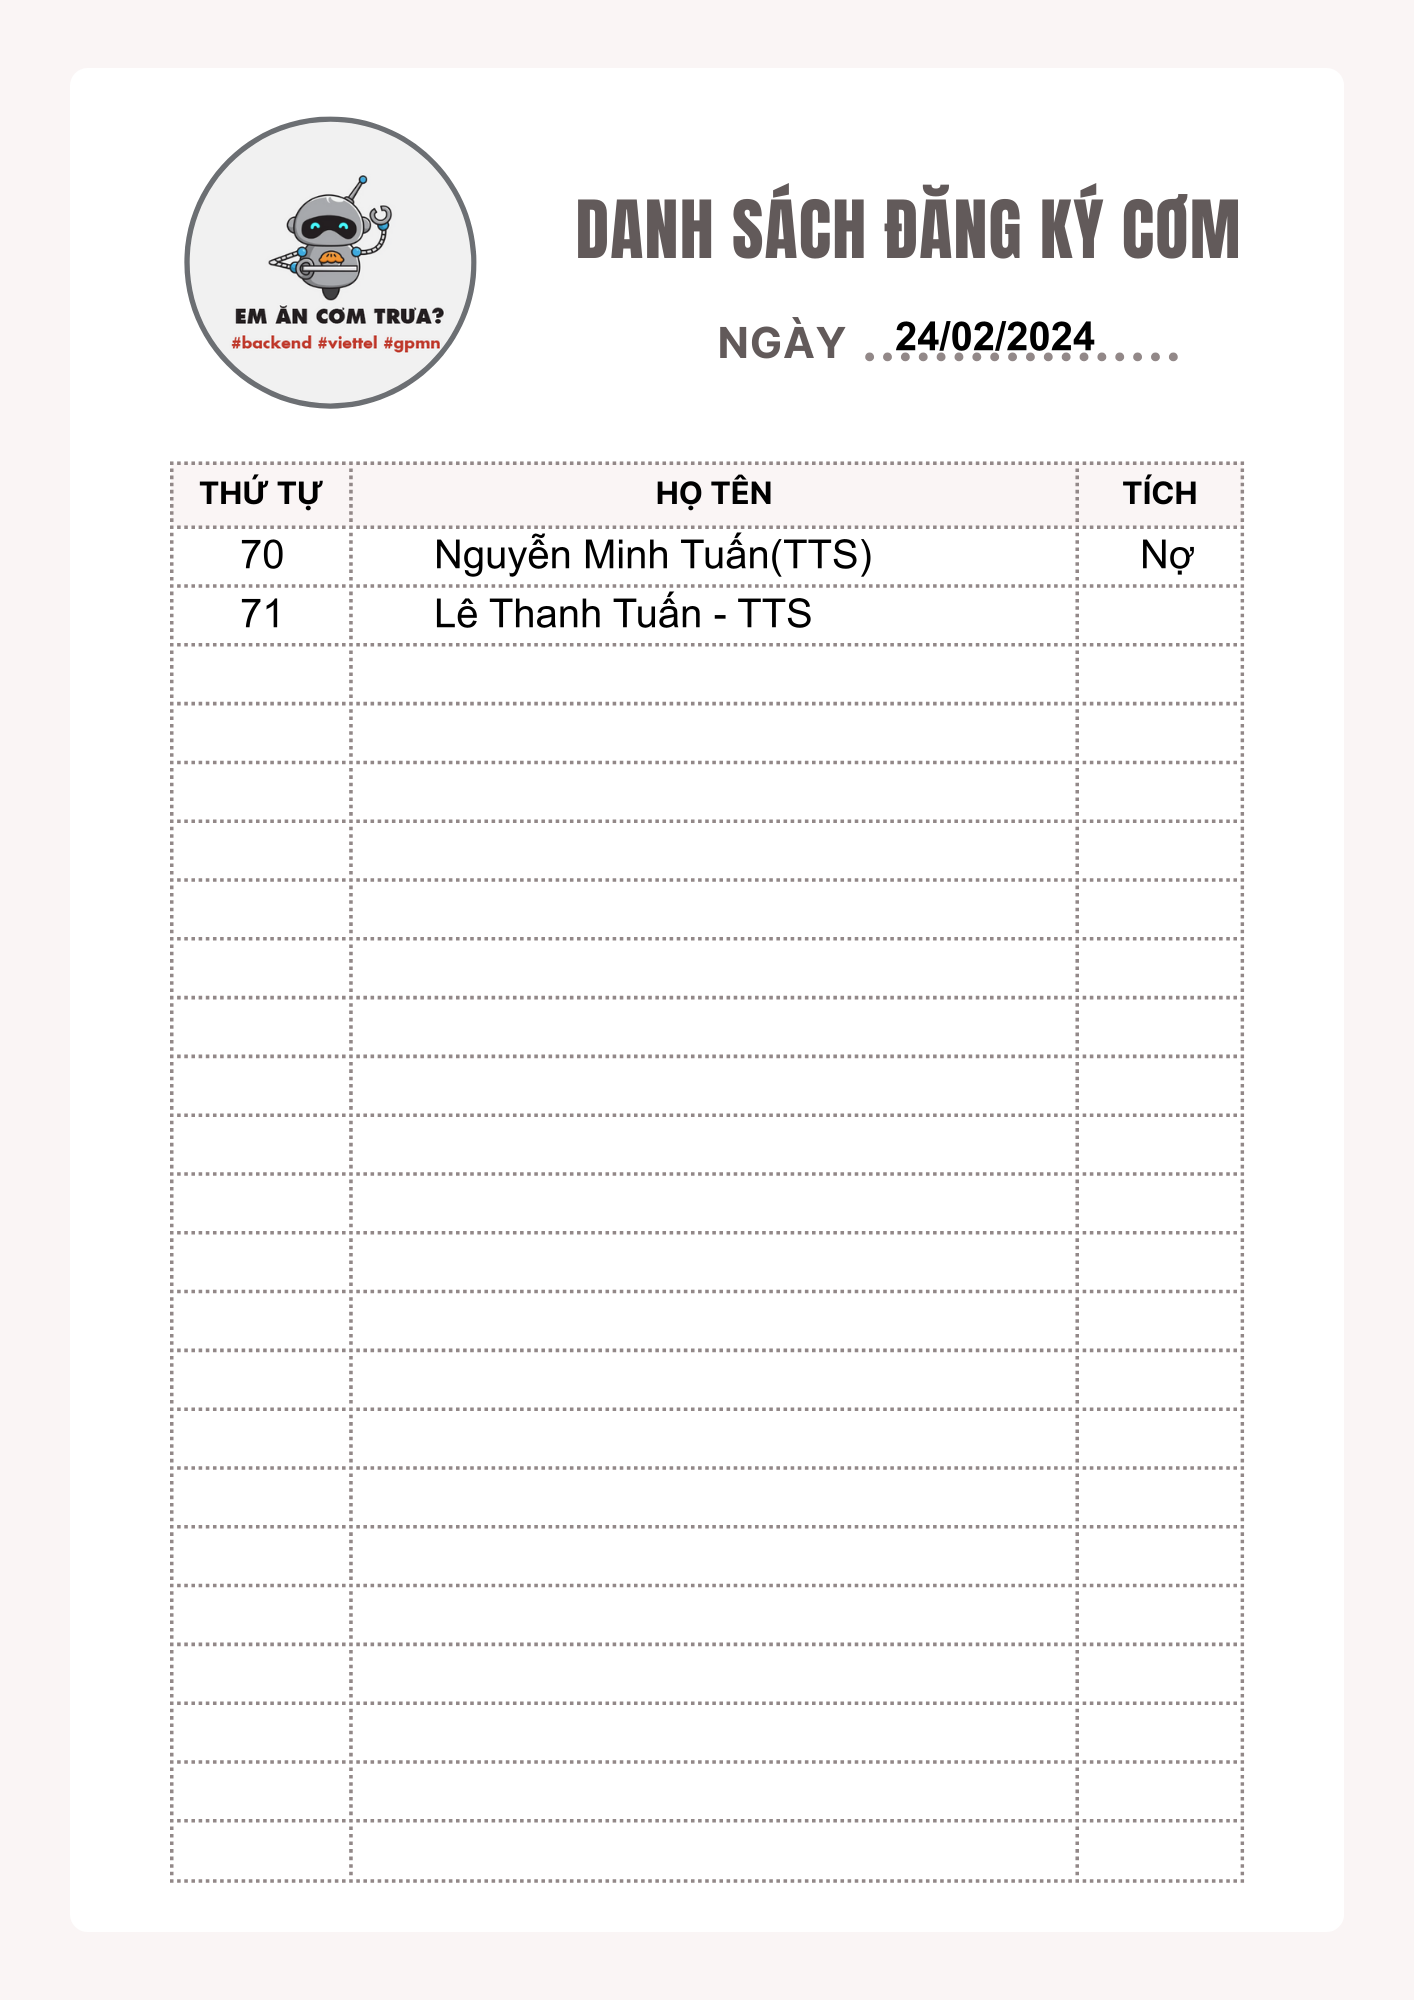 EM ĂN CƠM TRƯA?
#backend #viettel #gpmn
DANH SÁCH ĐĂNG KÝ CƠM
NGÀY 24/02/2024
THỨ TỰ HỌ TÊN TÍCH
70 Nguyễn Minh Tuấn(TTS) Nợ
71 Lê Thanh Tuấn - TTS